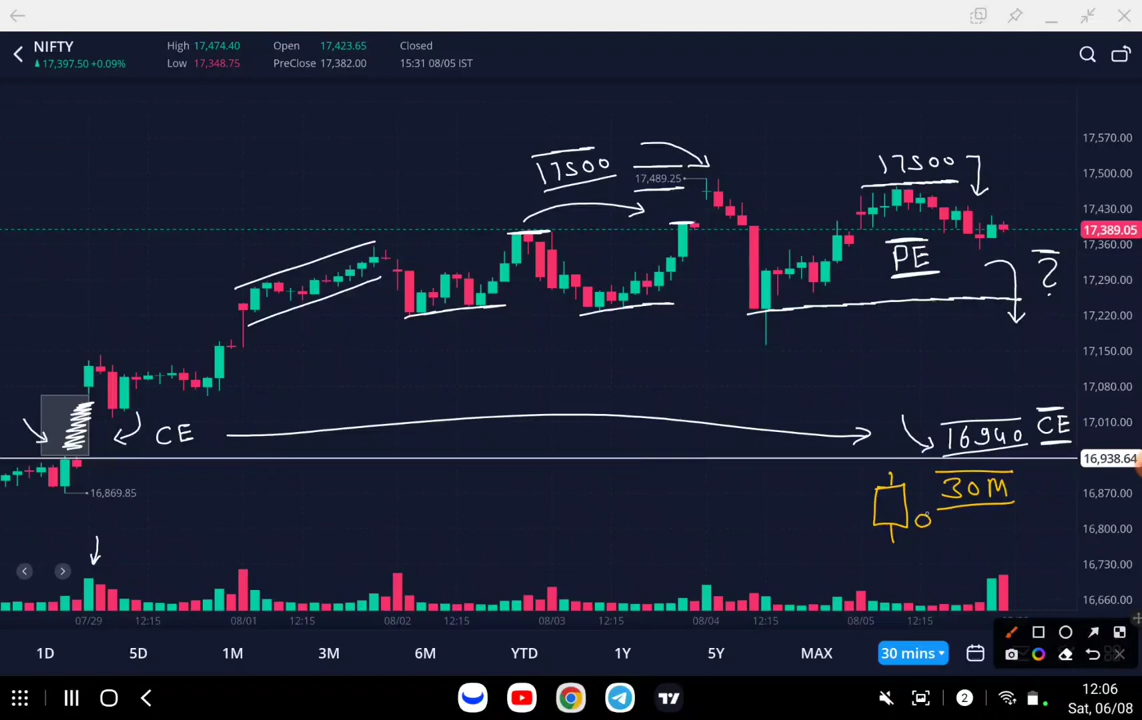 NIFTY
17,397.50 +0.09%
High 17,474.40
Low 17,348.75
Open 17,423.65
PreClose 17,382.00
Closed
15:31 08/05 IST
17,570.00
17,500.00
17,430.00
17,389.05
17,360.00
17,290.00
17,220.00
17,150.00
17,080.00
17,010.00
16,938.64
16,870.00
16,800.00
16,730.00
16,660.00
17500
17,489.25
17500
PE
?
CE
16940 CE
30M
16,869.85
07/29 12:15 08/01 12:15 08/02 12:15 08/03 12:15 08/04 12:15 08/05 12:15
1D 5D 1M 3M 6M YTD 1Y 5Y MAX 30 mins
2
12:06
Sat, 06/08